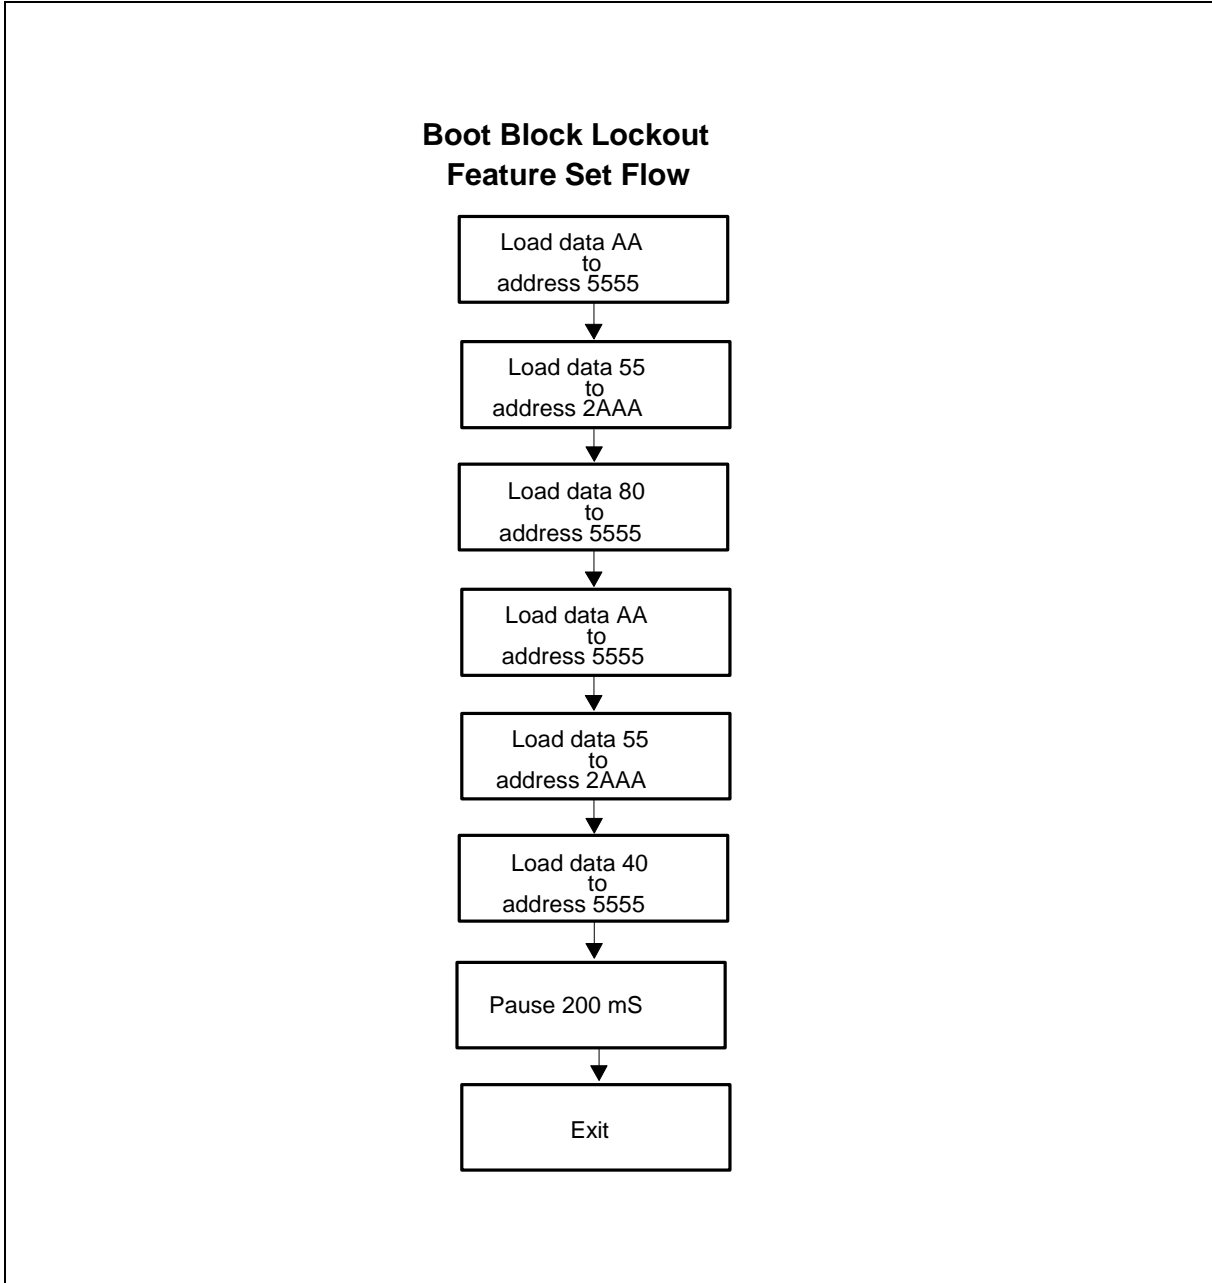 Boot Block Lockout
Feature Set Flow
Load data AA
to
address 5555
Load data 55
to
address 2AAA
Load data 80
to
address 5555
Load data AA
to
address 5555
Load data 55
to
address 2AAA
Load data 40
to
address 5555
Pause 200 mS
Exit